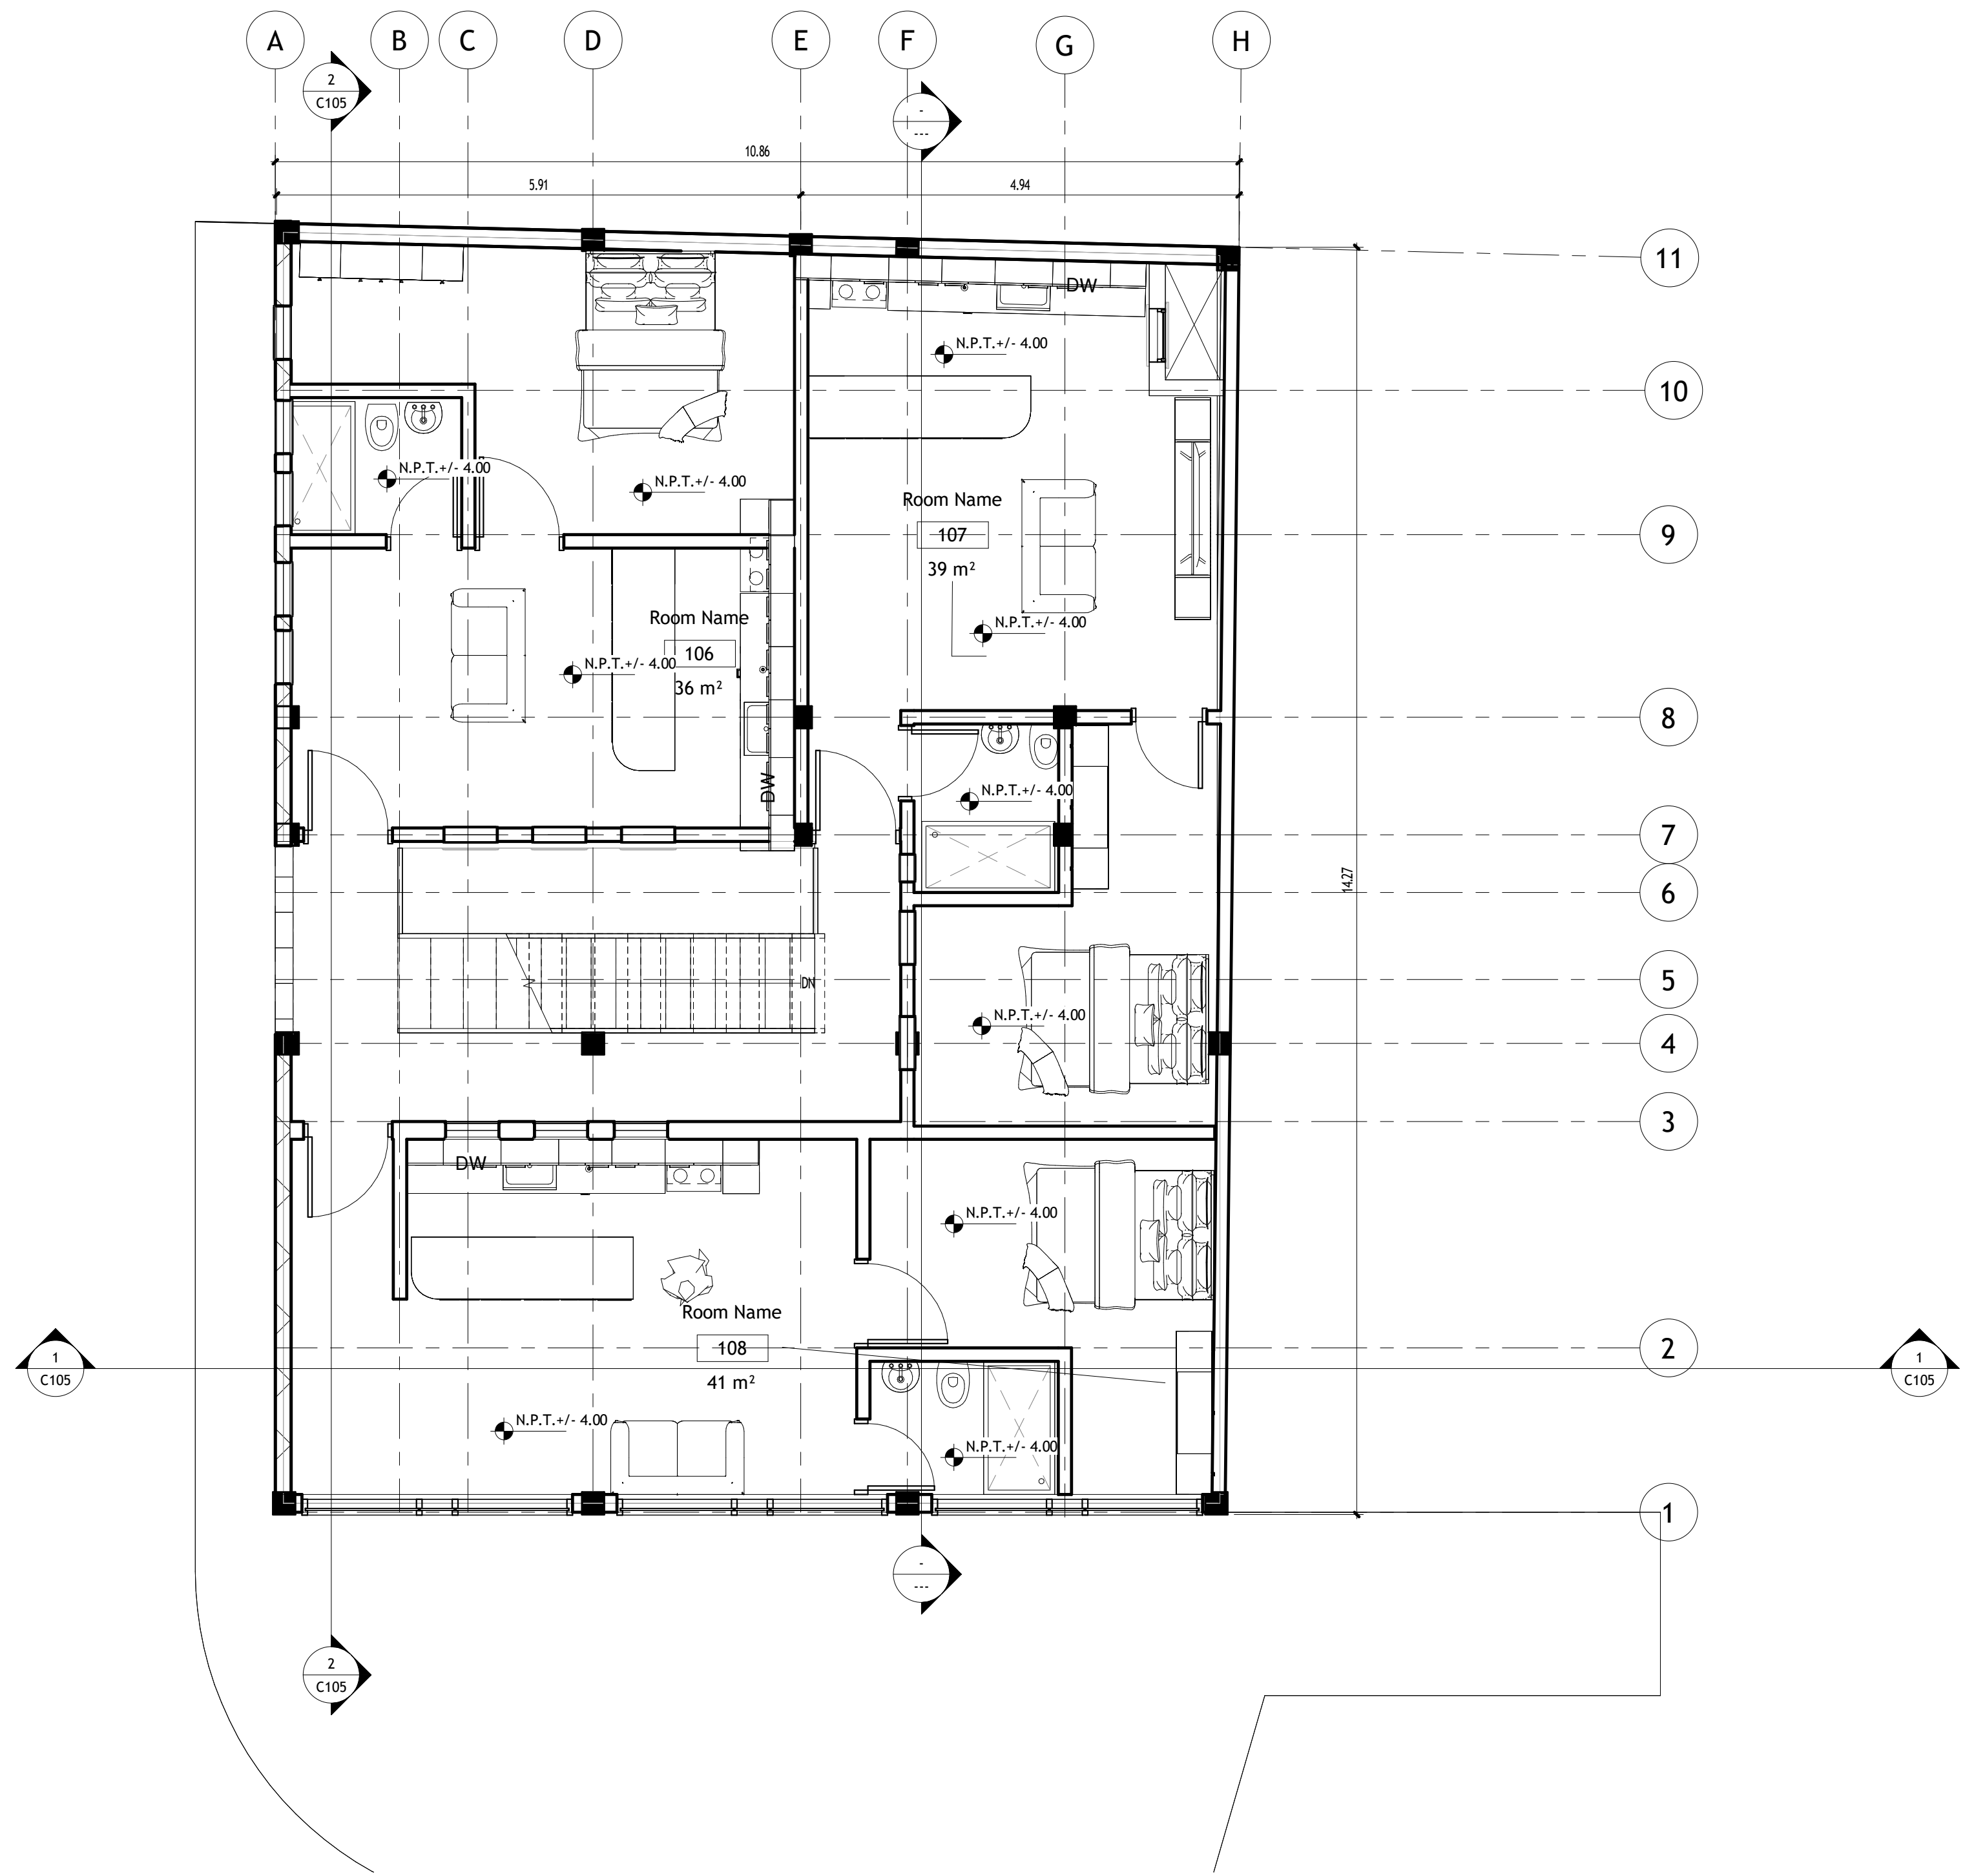 A B C D E F G H
2
C105
-
---
10.86
5.91 4.94
11
DW
N.P.T.+/- 4.00
10
N.P.T.+/- 4.00
N.P.T.+/- 4.00
Room Name
107
39 m²
9
Room Name
106
36 m²
N.P.T.+/- 4.00
N.P.T.+/- 4.00
8
DW
N.P.T.+/- 4.00
7
14.27
6
DN
5
N.P.T.+/- 4.00
4
3
DW
N.P.T.+/- 4.00
Room Name
108
41 m²
2
1
C105
1
C105
N.P.T.+/- 4.00
N.P.T.+/- 4.00
1
-
---
2
C105